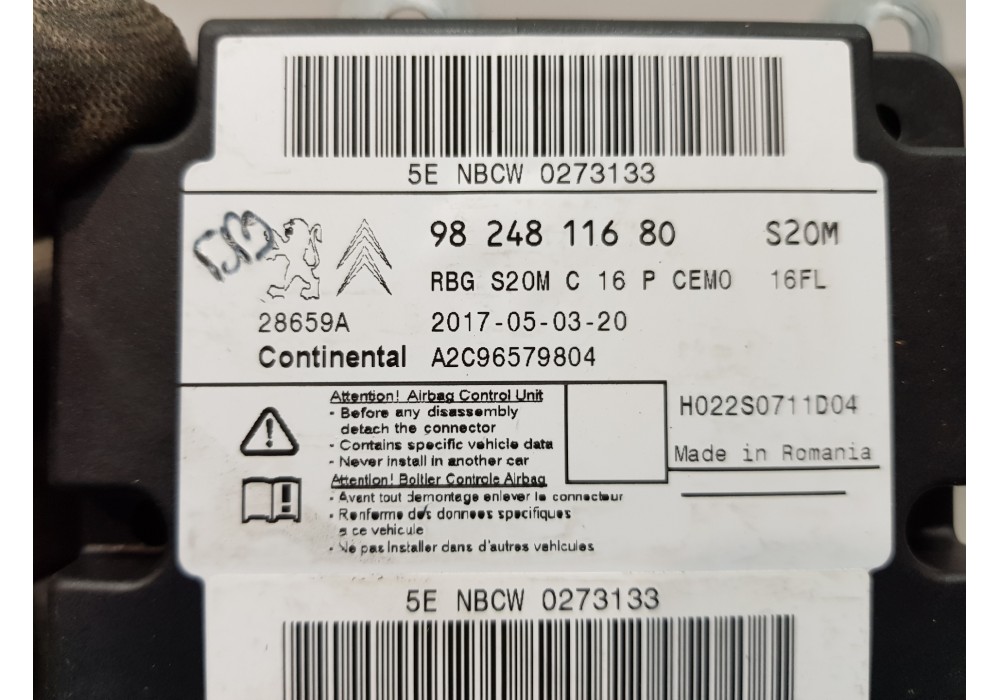 5E NBCW 0273133
98 248 116 80 S20M
RBG S20M C 16 P CEMO 16FL
28659A 2017-05-03-20
Continental A2C96579804
Attention! Airbag Control Unit
- Before any disassembly
detach the connector
- Contains specific vehicle data
- Never install in another car
Attention! Boitier Controle Airbag
- Avant tout demontage enlever le connecteur
- Renferme des donnees specifiques
a ce vehicule
- Ne pas installer dans d'autres vehicules
H022S0711D04
Made in Romania
5E NBCW 0273133